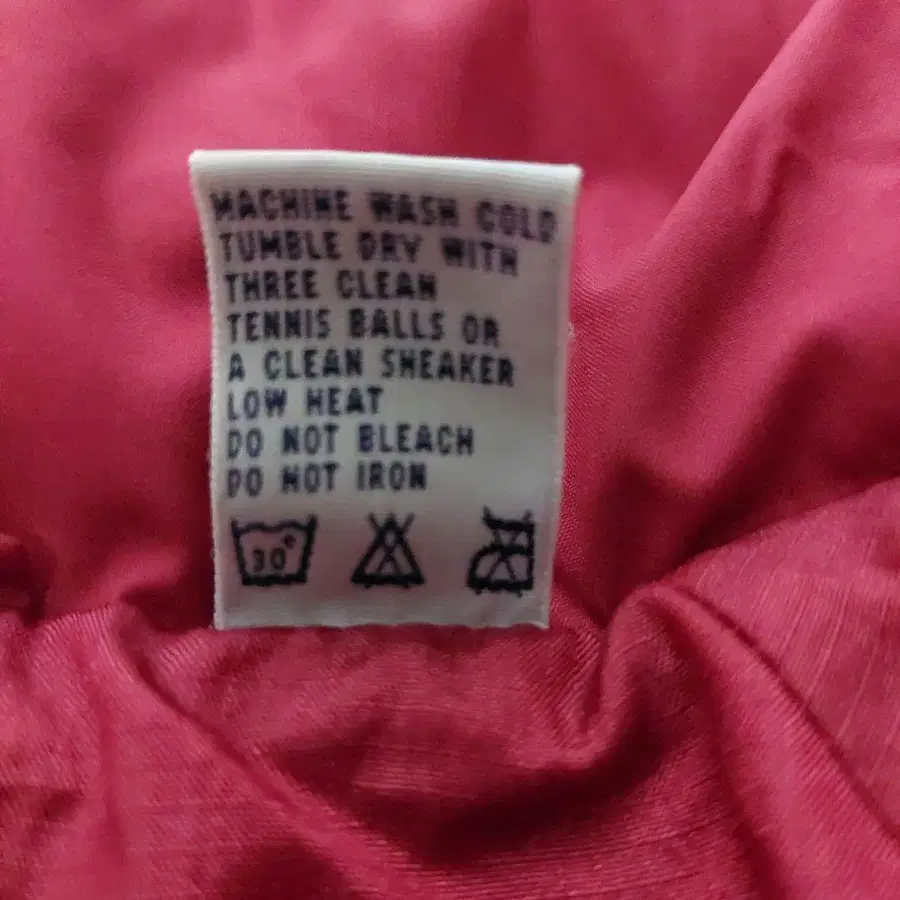 MACHINE WASH COLD
TUMBLE DRY WITH
THREE CLEAN
TENNIS BALLS OR
A CLEAN SNEAKER
LOW HEAT
DO NOT BLEACH
DO NOT IRON
30°